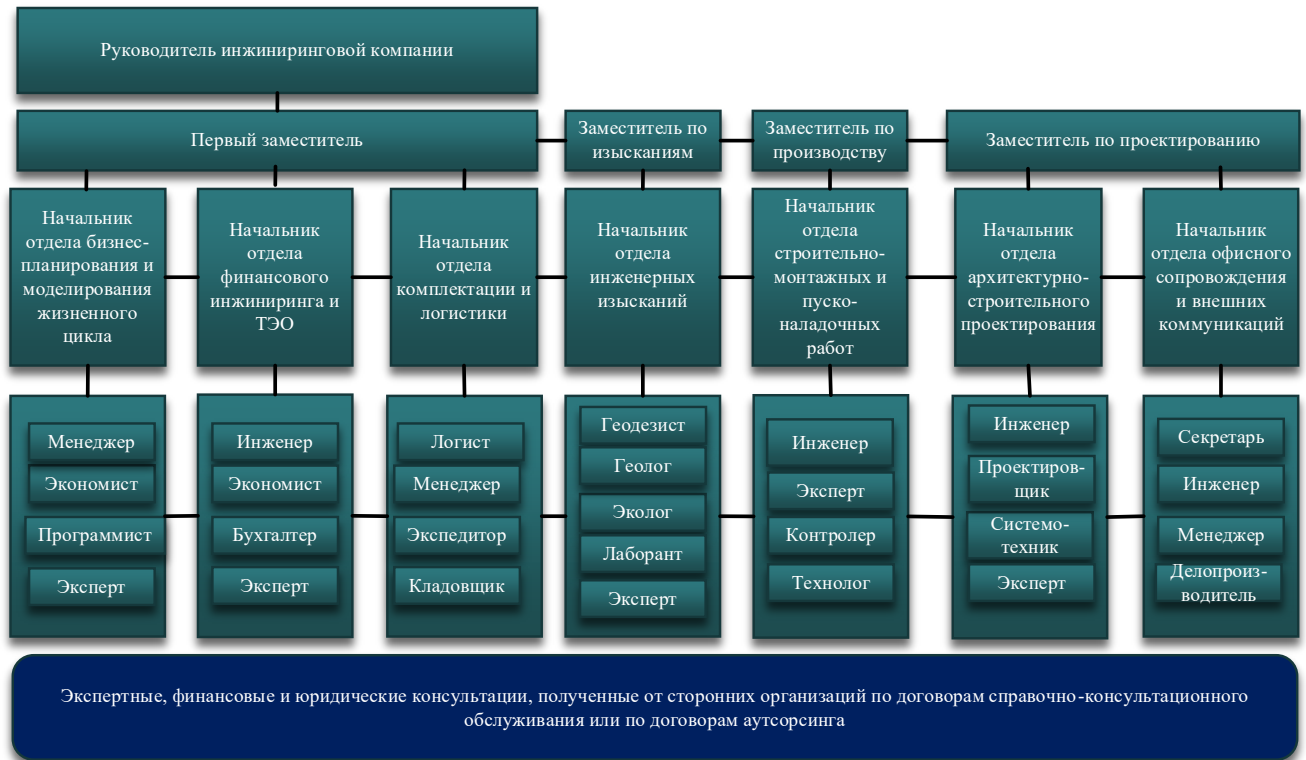 Руководитель инжиниринговой компании
Первый заместитель
Заместитель по
изысканиям
Заместитель по
производству
Заместитель по проектированию
Начальник
отдела бизнес-
планирования и
моделирования
жизненного
цикла
Начальник
отдела
финансового
инжиниринга и
ТЭО
Начальник
отдела
комплектации и
логистики
Начальник
отдела
инженерных
изысканий
Начальник
отдела
строительно-
монтажных и
пуско-
наладочных
работ
Начальник
отдела
архитектурно-
строительного
проектирования
Начальник
отдела офисного
сопровождения
и внешних
коммуникаций
Менеджер
Экономист
Программист
Эксперт
Инженер
Экономист
Бухгалтер
Эксперт
Логист
Менеджер
Экспедитор
Кладовщик
Геодезист
Геолог
Эколог
Лаборант
Эксперт
Инженер
Эксперт
Контролер
Технолог
Инженер
Проектиров-
щик
Системо-
техник
Эксперт
Секретарь
Инженер
Менеджер
Делопроиз-
водитель
Экспертные, финансовые и юридические консультации, полученные от сторонних организаций по договорам справочно-консультационного
обслуживания или по договорам аутсорсинга